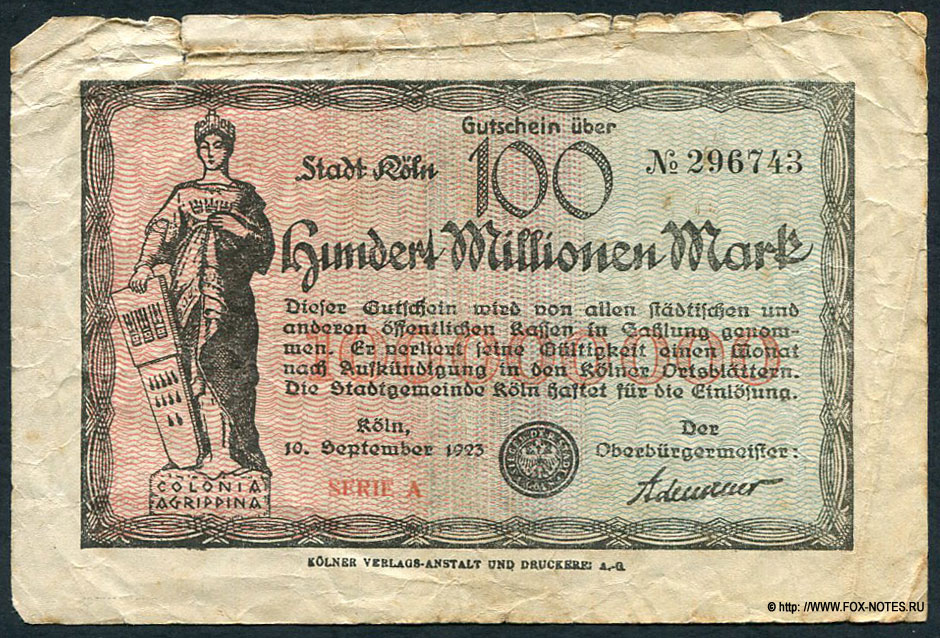 Gutschein über
Stadt Köln
100
№ 296743
Hundert Millionen Mark
100000000
Dieser Gutschein wird von allen städtischen und
anderen öffentlichen Kassen in Zahlung genom-
men. Er verliert seine Gültigkeit einen Monat
nach Aufkündigung in den Kölner Ortsblättern.
Die Stadtgemeinde Köln haftet für die Einlösung.
Köln,
10. September 1923
Der
Oberbürgermeister:
Adenauer
SERIE A
COLONIA
AGRIPPINA
KÖLNER VERLAGS-ANSTALT UND DRUCKEREI A.-G.
© http: //WWW.FOX-NOTES.RU